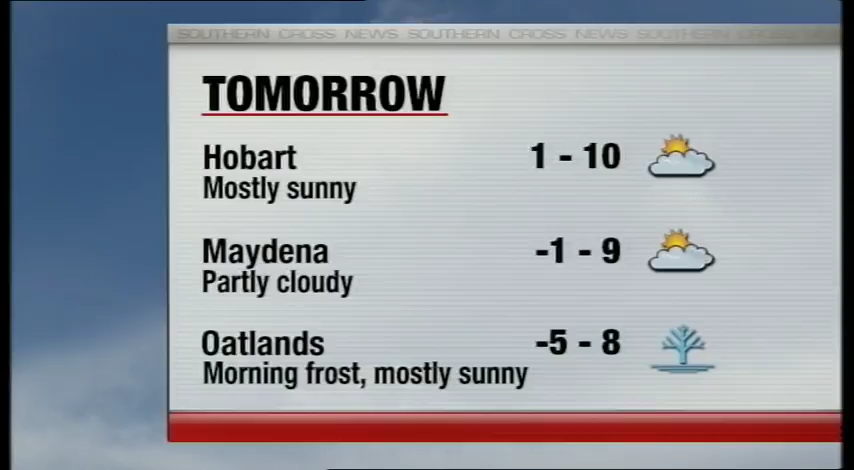 SOUTHERN CROSS NEWS SOUTHERN CROSS NEWS SOUTHERN CROSS
TOMORROW
Hobart 1 - 10
Mostly sunny
Maydena -1 - 9
Partly cloudy
Oatlands -5 - 8
Morning frost, mostly sunny